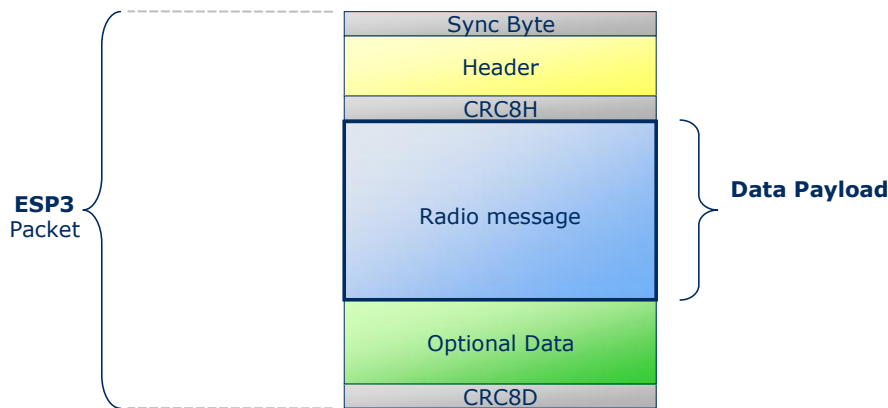 Sync Byte
Header
CRC8H
Radio message
Optional Data
CRC8D
ESP3
Packet
Data Payload